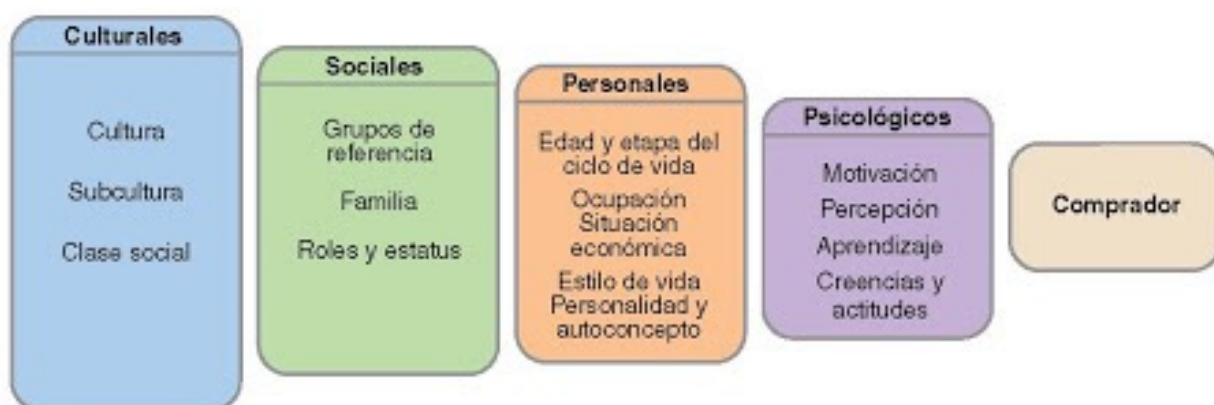 Culturales
Cultura
Subcultura
Clase social
Sociales
Grupos de
referencia
Familia
Roles y estatus
Personales
Edad y etapa del
ciclo de vida
Ocupación
Situación
económica
Estilo de vida
Personalidad y
autoconcepto
Psicológicos
Motivación
Percepción
Aprendizaje
Creencias y
actitudes
Comprador